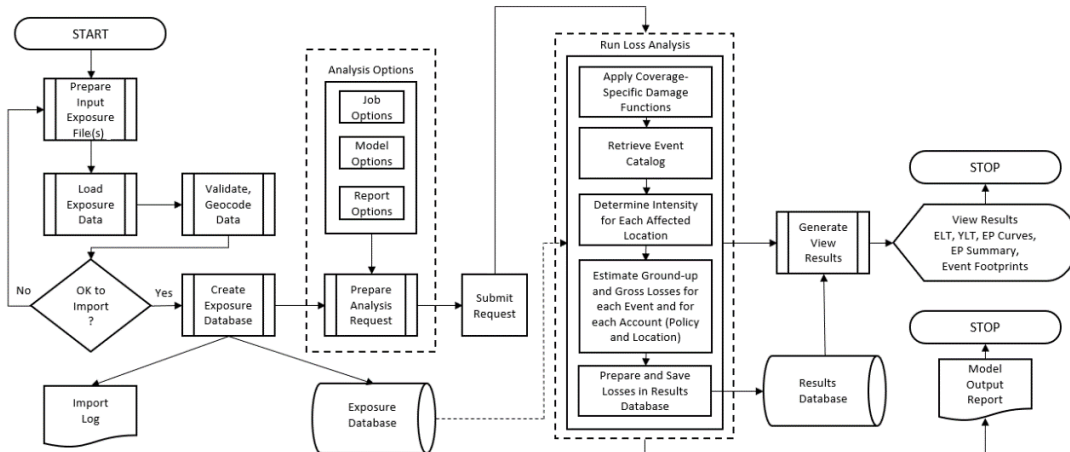 START
Prepare
Input
Exposure
File(s)
Load
Exposure
Data
Validate,
Geocode
Data
OK to
Import
?
No
Yes
Create
Exposure
Database
Import
Log
Exposure
Database
Analysis Options
Job
Options
Model
Options
Report
Options
Prepare
Analysis
Request
Submit
Request
Run Loss Analysis
Apply Coverage-
Specific Damage
Functions
Retrieve Event
Catalog
Determine Intensity
for Each Affected
Location
Estimate Ground-up
and Gross Losses for
each Event and for
each Account (Policy
and Location)
Prepare and Save
Losses in Results
Database
Generate
View
Results
Results
Database
STOP
View Results
ELT, YLT, EP Curves,
EP Summary,
Event Footprints
STOP
Model
Output
Report